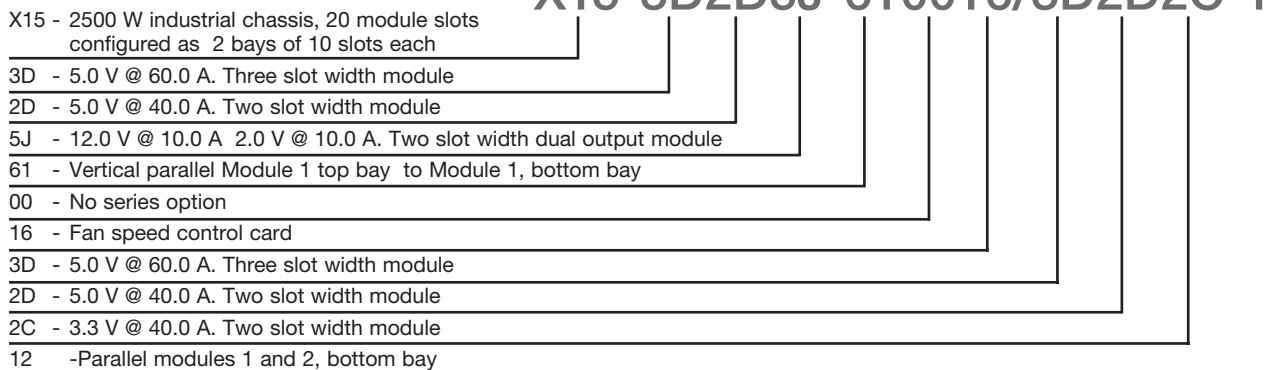 X15 - 2500 W industrial chassis, 20 module slots
configured as 2 bays of 10 slots each
3D - 5.0 V @ 60.0 A. Three slot width module
2D - 5.0 V @ 40.0 A. Two slot width module
5J - 12.0 V @ 10.0 A 2.0 V @ 10.0 A. Two slot width dual output module
61 - Vertical parallel Module 1 top bay to Module 1, bottom bay
00 - No series option
16 - Fan speed control card
3D - 5.0 V @ 60.0 A. Three slot width module
2D - 5.0 V @ 40.0 A. Two slot width module
2C - 3.3 V @ 40.0 A. Two slot width module
12 -Parallel modules 1 and 2, bottom bay